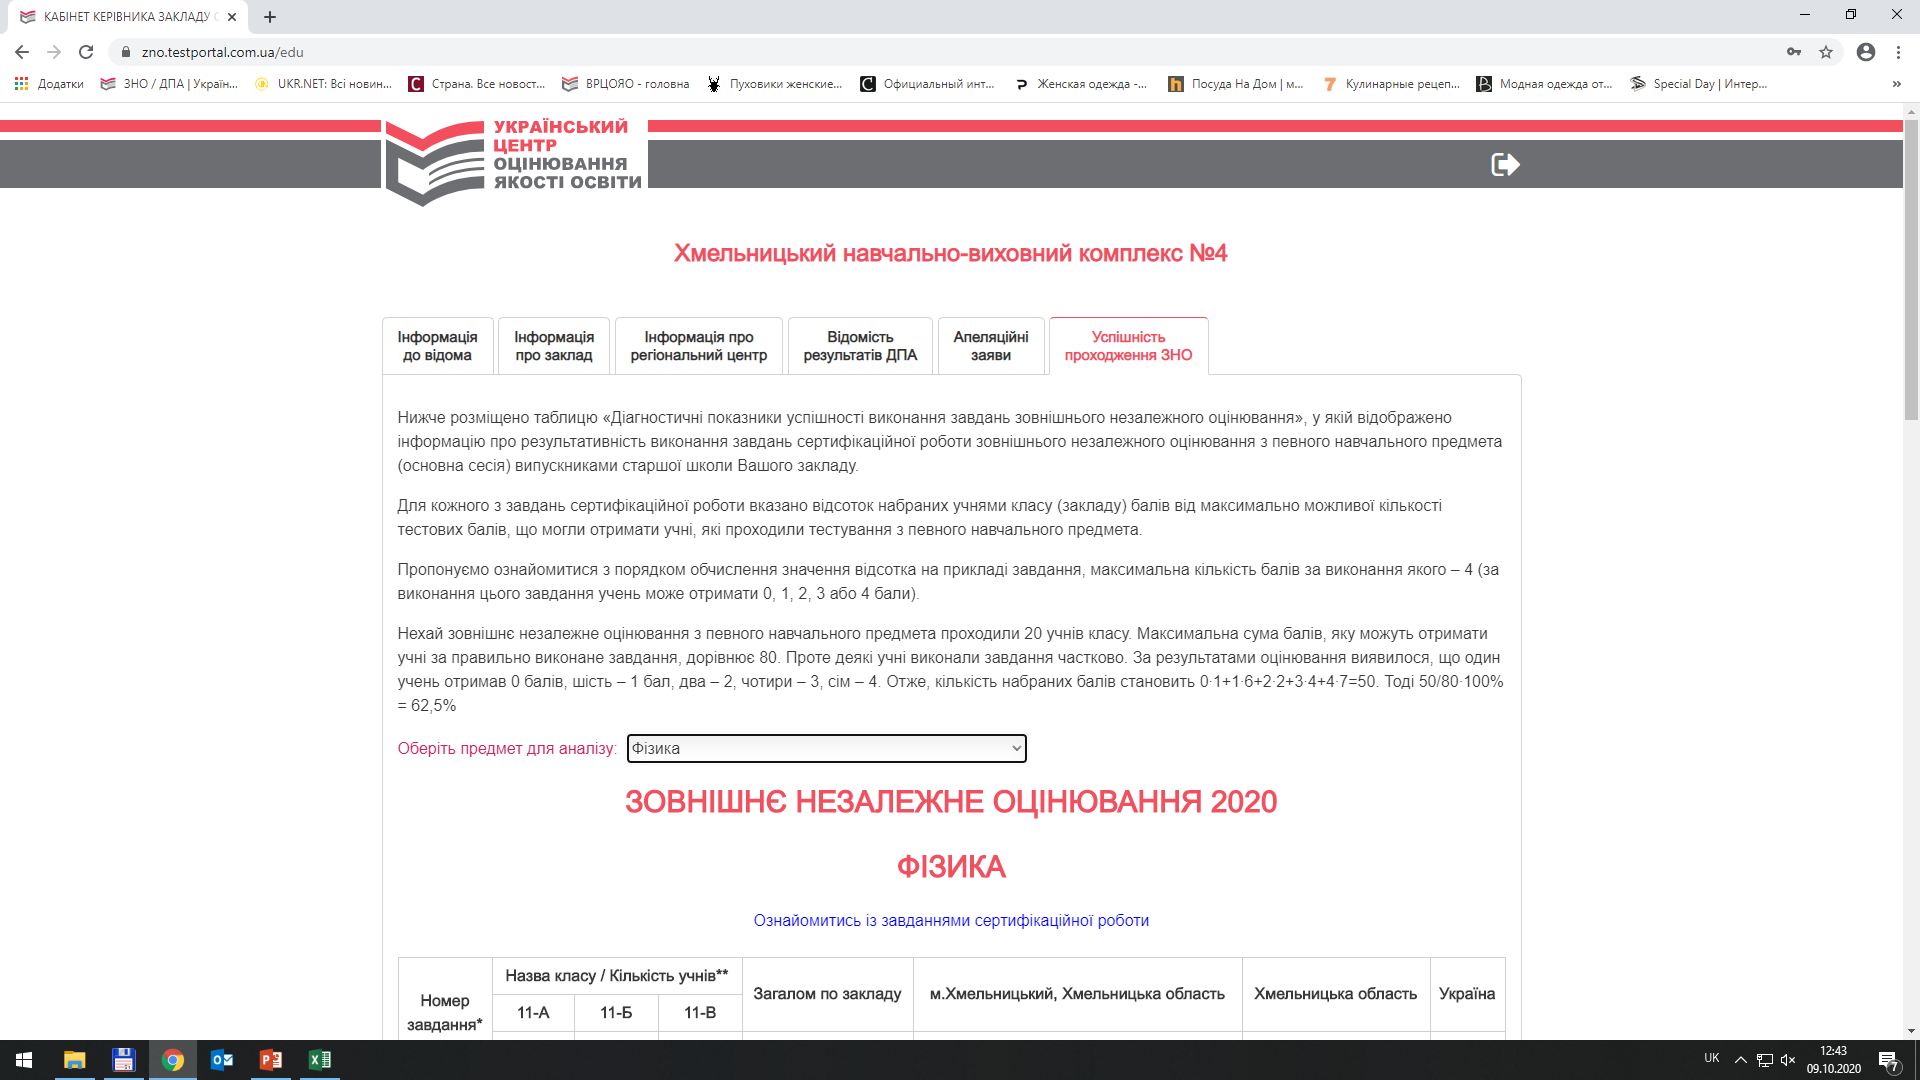 КАБІНЕТ КЕРІВНИКА ЗАКЛАДУ
zno.testportal.com.ua/edu
Додатки
ЗНО / ДПА | Україн...
UKR.NET: Всі новин...
Страна. Все новост...
ВРЦОЯО - головна
Пуховики женские...
Официальный инт...
Женская одежда -...
Посуда На Дом | м...
Кулинарные рецеп...
Модная одежда от...
Special Day | Интер...
УКРАЇНСЬКИЙ
ЦЕНТР
ОЦІНЮВАННЯ
ЯКОСТІ ОСВІТИ
Хмельницький навчально-виховний комплекс №4
Інформація
до відома
Інформація
про заклад
Інформація про
регіональний центр
Відомість
результатів ДПА
Апеляційні
заяви
Успішність
проходження ЗНО
Нижче розміщено таблицю «Діагностичні показники успішності виконання завдань зовнішнього незалежного оцінювання», у якій відображено
інформацію про результативність виконання завдань сертифікаційної роботи зовнішнього незалежного оцінювання з певного навчального предмета
(основна сесія) випускниками старшої школи Вашого закладу.
Для кожного з завдань сертифікаційної роботи вказано відсоток набраних учнями класу (закладу) балів від максимально можливої кількості
тестових балів, що могли отримати учні, які проходили тестування з певного навчального предмета.
Пропонуємо ознайомитися з порядком обчислення значення відсотка на прикладі завдання, максимальна кількість балів за виконання якого – 4 (за
виконання цього завдання учень може отримати 0, 1, 2, 3 або 4 бали).
Нехай зовнішнє незалежне оцінювання з певного навчального предмета проходили 20 учнів класу. Максимальна сума балів, яку можуть отримати
учні за правильно виконане завдання, дорівнює 80. Проте деякі учні виконали завдання частково. За результатами оцінювання виявилося, що один
учень отримав 0 балів, шість – 1 бал, два – 2, чотири – 3, сім – 4. Отже, кількість набраних балів становить 0·1+1·6+2·2+3·4+4·7=50. Тоді 50/80·100%
= 62,5%
Оберіть предмет для аналізу: Фізика
ЗОВНІШНЄ НЕЗАЛЕЖНЕ ОЦІНЮВАННЯ 2020
ФІЗИКА
Ознайомитись із завданнями сертифікаційної роботи
Номер
завдання*
Назва класу / Кількість учнів**
11-А
11-Б
11-В
Загалом по закладу
м.Хмельницький, Хмельницька область
Хмельницька область
Україна
UK
12:43
09.10.2020
7